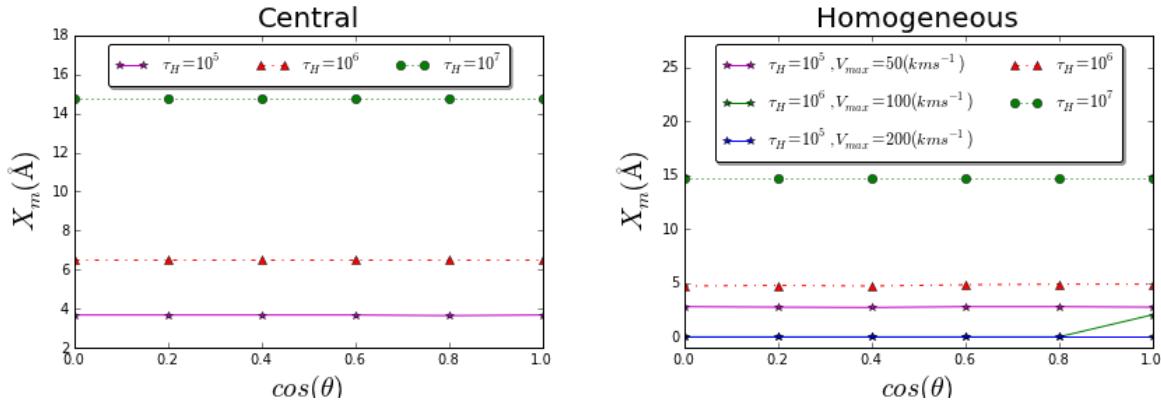 Central
18
16
14
12
10
8
6
4
2
X_m(Å)
τ_H=10^5 τ_H=10^6 τ_H=10^7
0.0 0.2 0.4 0.6 0.8 1.0
cos(θ)
Homogeneous
25
20
15
10
5
0
X_m(Å)
τ_H=10^5 ,V_max=50(kms^-1) τ_H=10^6
τ_H=10^6 ,V_max=100(kms^-1) τ_H=10^7
τ_H=10^5 ,V_max=200(kms^-1)
0.0 0.2 0.4 0.6 0.8 1.0
cos(θ)